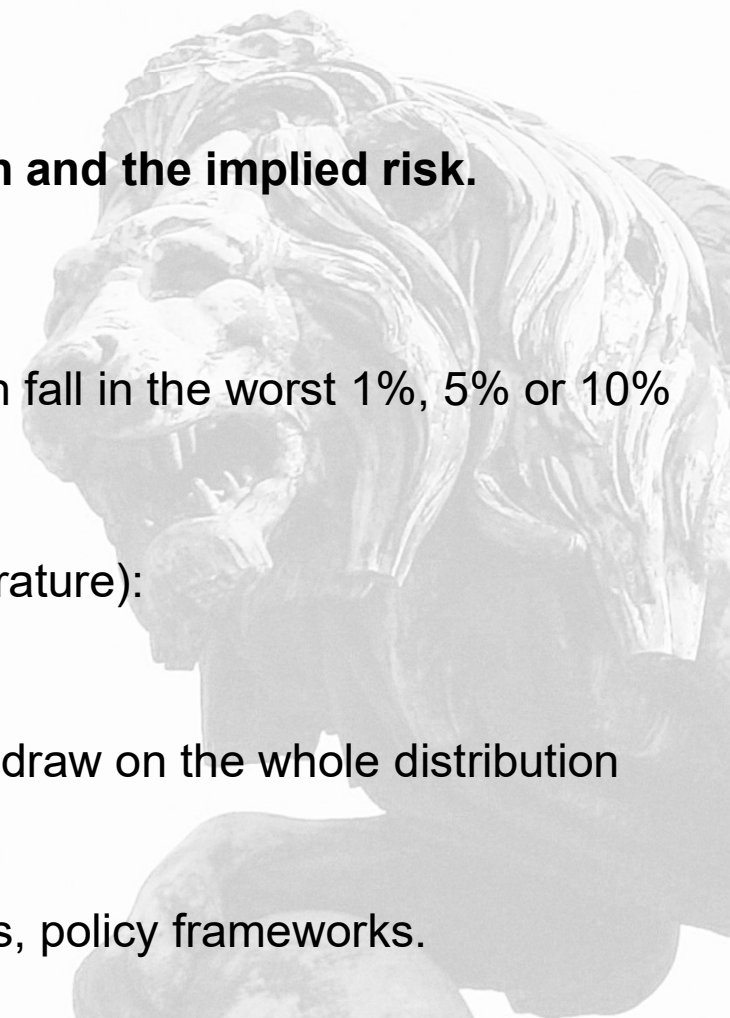 and the implied risk.
fall in the worst 1%, 5% or 10%
rature):
draw on the whole distribution
s, policy frameworks.